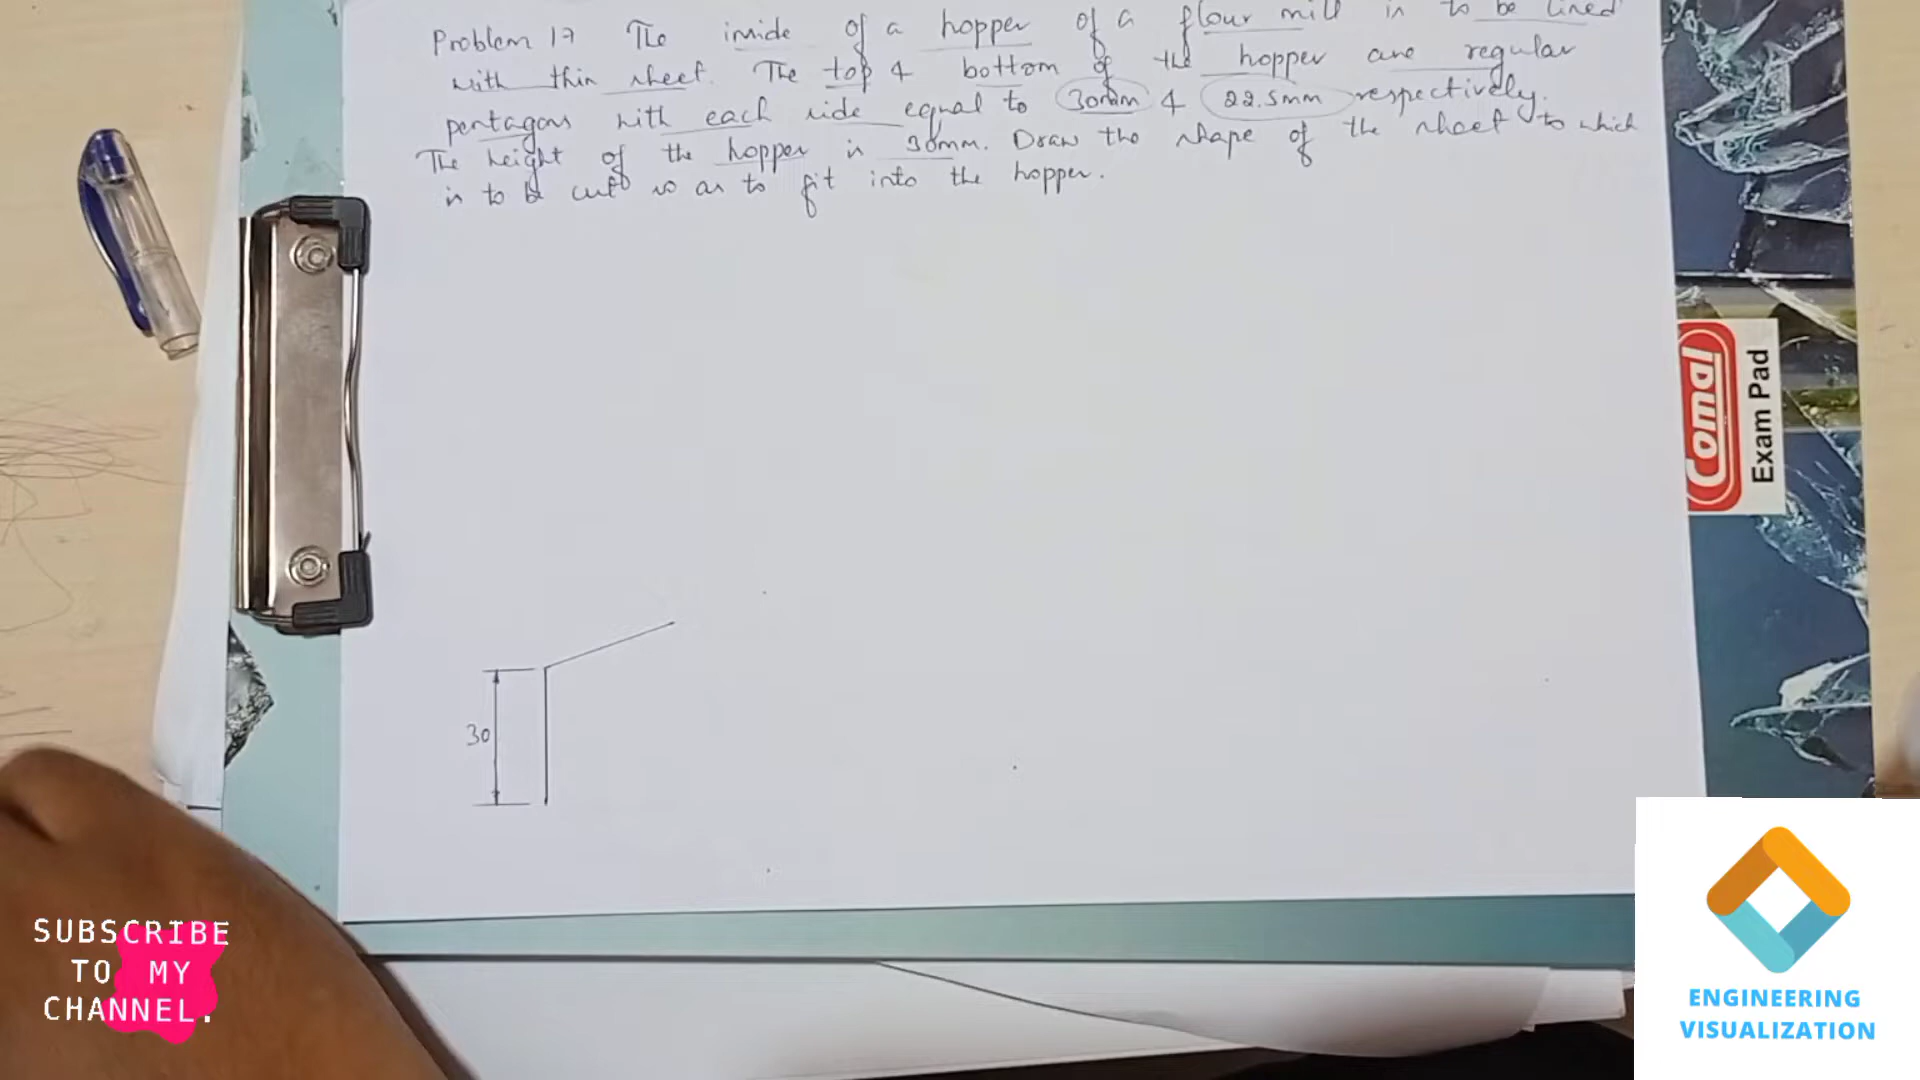 Problem 17 The inside of a hopper of a flour mill is to be lined
with thin sheet. The top & bottom of the hopper are regular
pentagons with each side equal to 30mm & 22.5mm respectively.
The height of the hopper is 30mm. Draw the shape of the sheet to which
is to be cut so as to fit into the hopper.
30
Comal
Exam Pad
SUBSCRIBE
TO MY
CHANNEL.
ENGINEERING
VISUALIZATION